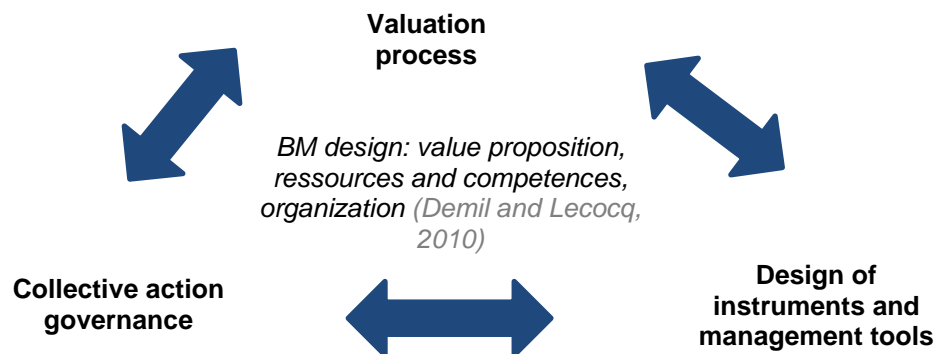 Valuation
process
BM design: value proposition,
ressources and competences,
organization (Demil and Lecocq,
2010)
Collective action
governance
Design of
instruments and
management tools